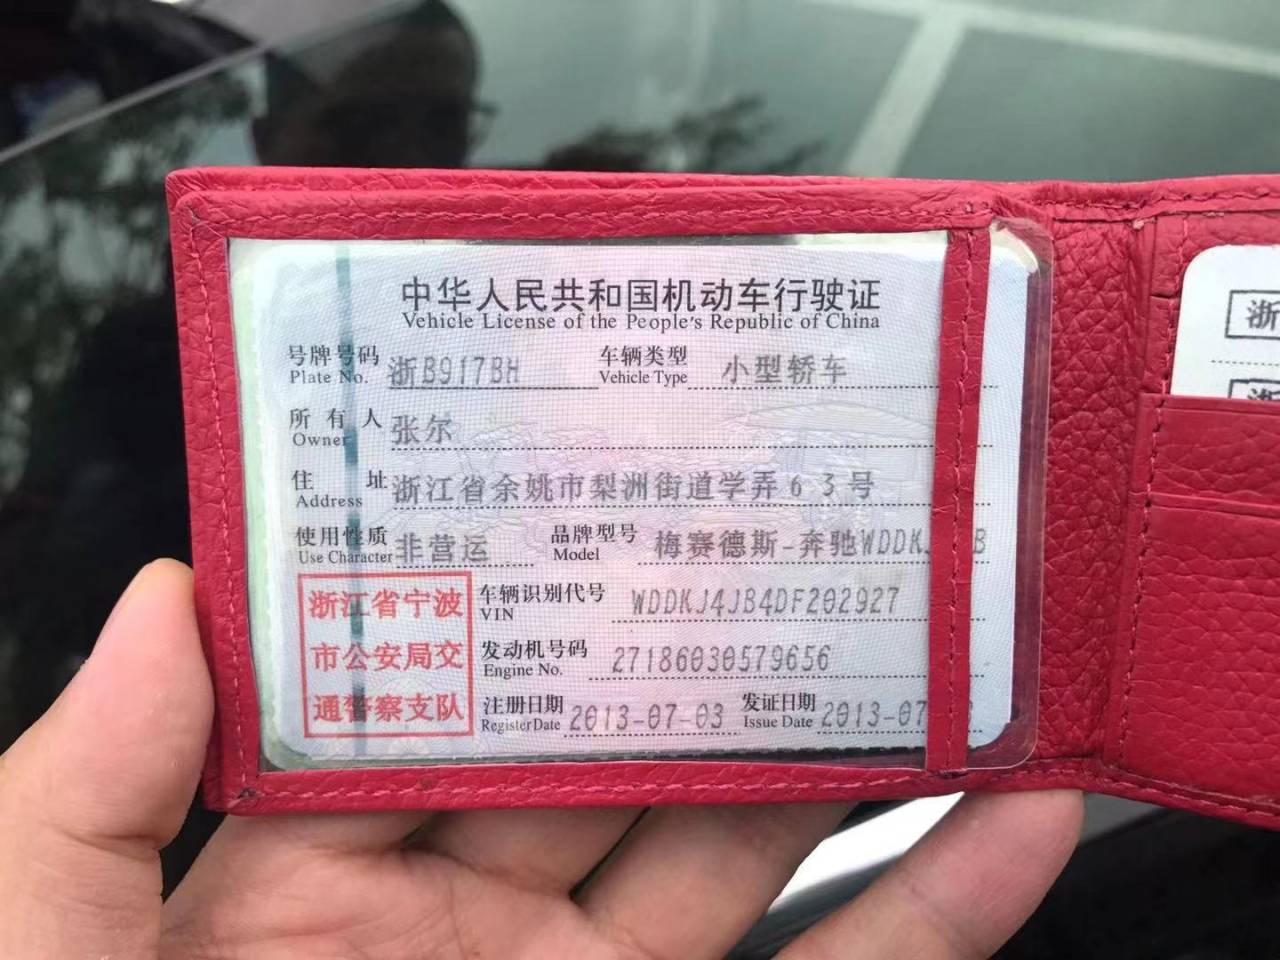 中华人民共和国机动车行驶证
Vehicle License of the People's Republic of China
号牌号码 浙B917BH 车辆类型 小型轿车
Plate No. Vehicle Type
所有人 张尔
Owner
住址 浙江省余姚市梨洲街道学弄63号
Address
使用性质 非营运 品牌型号 梅赛德斯-奔驰WDDK
Use Character Model
浙江省宁波
市公安局交
通警察支队
车辆识别代号 WDDKJ4JB4DF202927
VIN
发动机号码 27186030579656
Engine No.
注册日期 2013-07-03 发证日期 2013-07
Register Date Issue Date
浙
浙